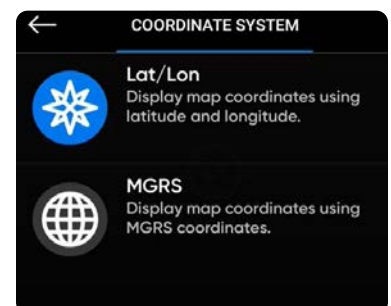 COORDINATE SYSTEM
Lat/Lon
Display map coordinates using
latitude and longitude.
MGRS
Display map coordinates using
MGRS coordinates.